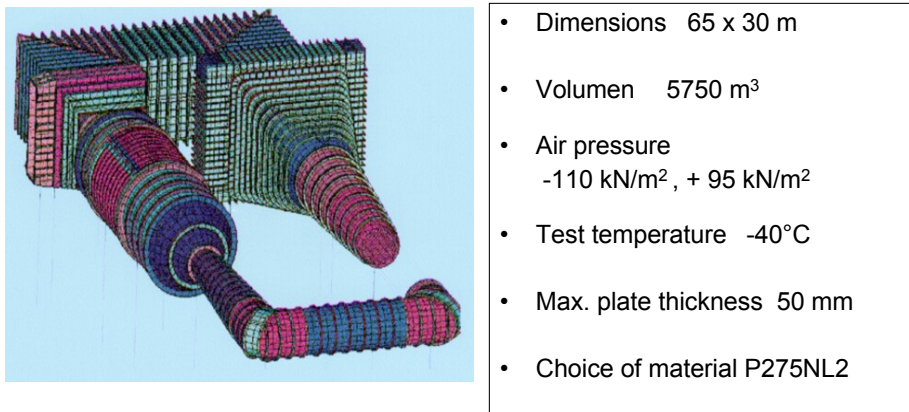 • Dimensions 65 x 30 m
• Volumen 5750 m³
• Air pressure
-110 kN/m² , + 95 kN/m²
• Test temperature -40°C
• Max. plate thickness 50 mm
• Choice of material P275NL2